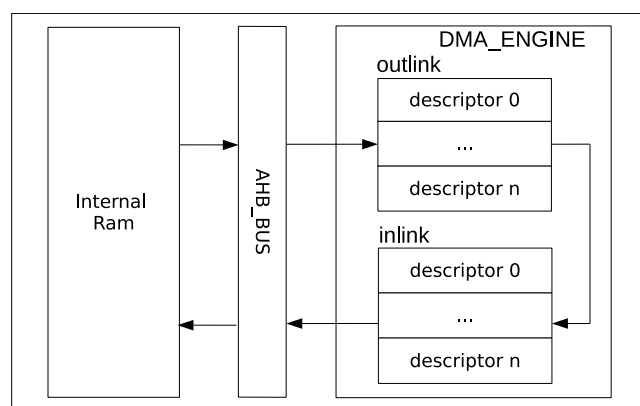 DMA_ENGINE
outlink
descriptor 0
...
descriptor n
Internal
Ram
AHB_BUS
inlink
descriptor 0
...
descriptor n